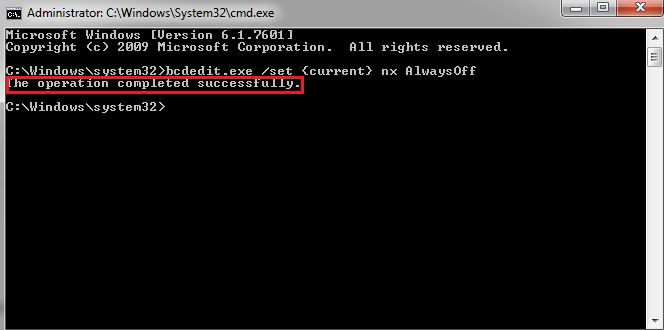 Administrator: C:\Windows\System32\cmd.exe
Microsoft Windows [Version 6.1.7601]
Copyright (c) 2009 Microsoft Corporation.  All rights reserved.
C:\Windows\system32>bcdedit.exe /set {current} nx AlwaysOff
The operation completed successfully.
C:\Windows\system32>